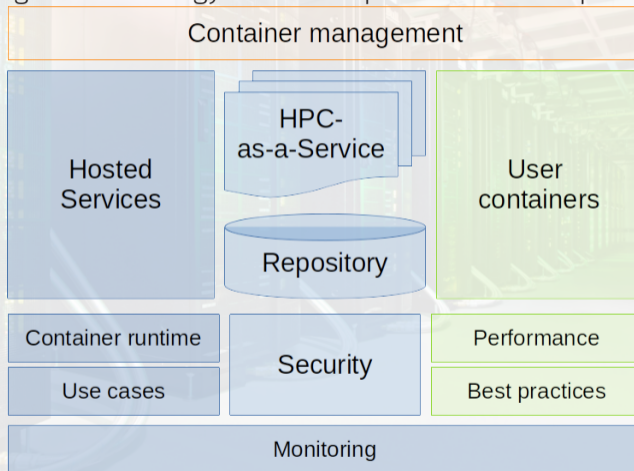 Container management
Hosted
Services
HPC-
as-a-Service
Repository
User
containers
Container runtime
Use cases
Security
Performance
Best practices
Monitoring